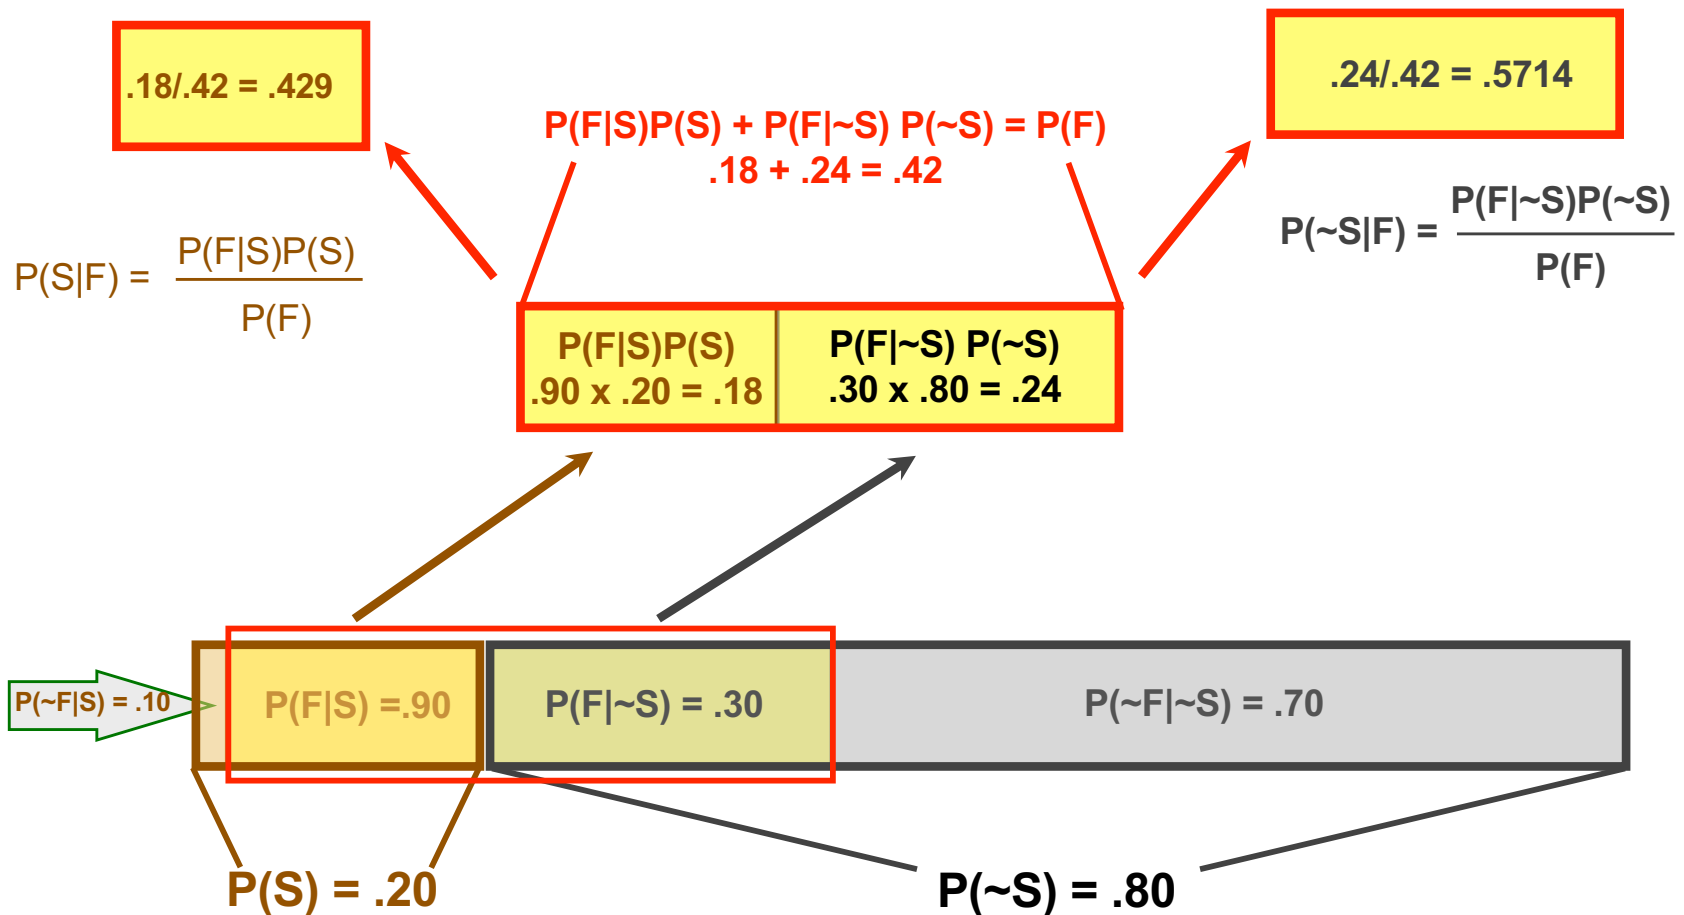 .18/.42 = .429
.24/.42 = .5714
P(F|S)P(S) + P(F|~S) P(~S) = P(F)
.18 + .24 = .42
P(S|F) = P(F|S)P(S)
P(F)
P(~S|F) = P(F|~S)P(~S)
P(F)
P(F|S)P(S)
.90 x .20 = .18
P(F|~S) P(~S)
.30 x .80 = .24
P(~F|S) = .10
P(F|S) =.90
P(F|~S) = .30
P(~F|~S) = .70
P(S) = .20
P(~S) = .80